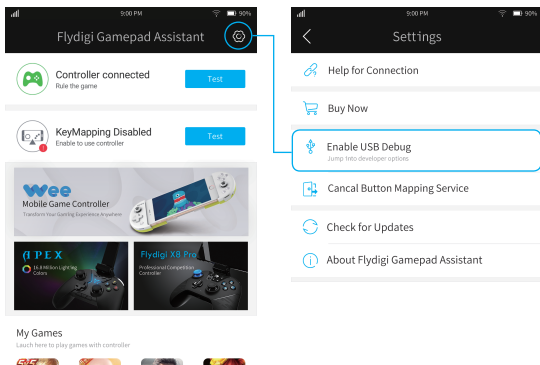 9:00 PM
90%
Flydigi Gamepad Assistant
Controller connected
Rule the game
Test
KeyMapping Disabled
Enable to use controller
Test
Wee
Mobile Game Controller
Transform Your Gaming Experience Anywhere
APEX
16.8 Million Lighting
Colors
Flydigi X8 Pro
Professional Competition
Controller
My Games
Lauch here to play games with controller
9:00 PM
90%
Settings
Help for Connection
Buy Now
Enable USB Debug
Jump Into developer options
Cancal Button Mapping Service
Check for Updates
About Flydigi Gamepad Assistant